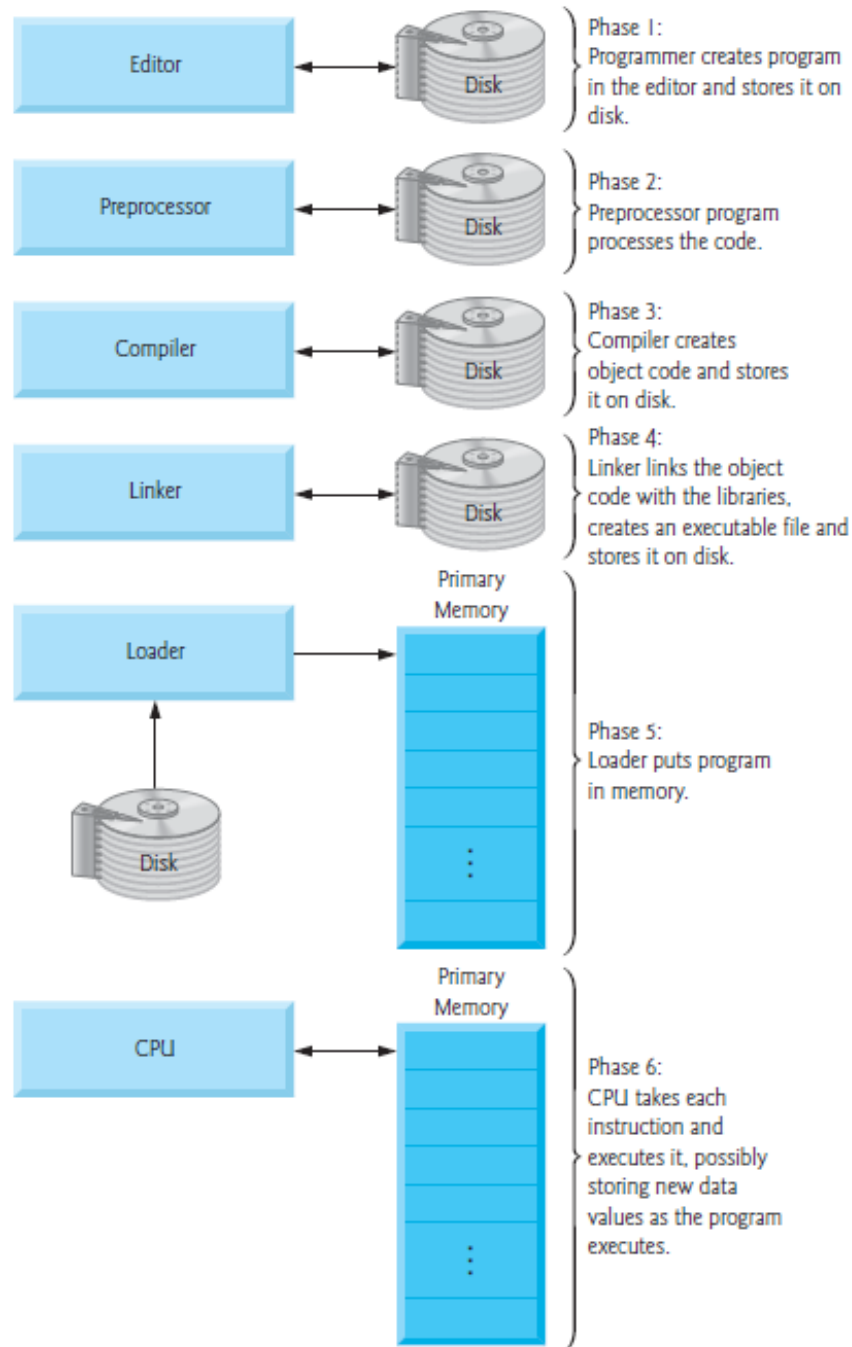 Editor
Disk
Phase 1:
Programmer creates program
in the editor and stores it on
disk.
Preprocessor
Disk
Phase 2:
Preprocessor program
processes the code.
Compiler
Disk
Phase 3:
Compiler creates
object code and stores
it on disk.
Linker
Disk
Phase 4:
Linker links the object
code with the libraries,
creates an executable file and
stores it on disk.
Loader
Disk
Primary
Memory
Phase 5:
Loader puts program
in memory.
CPU
Primary
Memory
Phase 6:
CPU takes each
instruction and
executes it, possibly
storing new data
values as the program
executes.